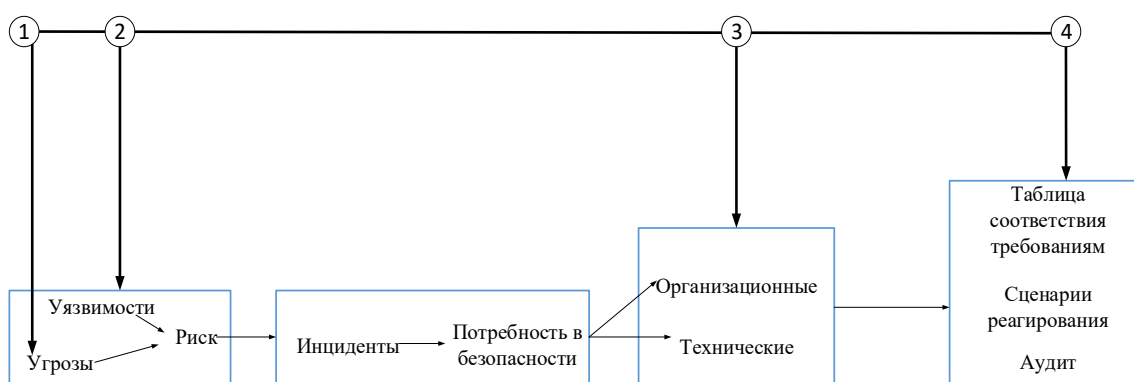 1
2
3
4
Уязвимости
Угрозы
Риск
Инциденты
Потребность в
безопасности
Организационные
Технические
Таблица
соответствия
требованиям
Сценарии
реагирования
Аудит